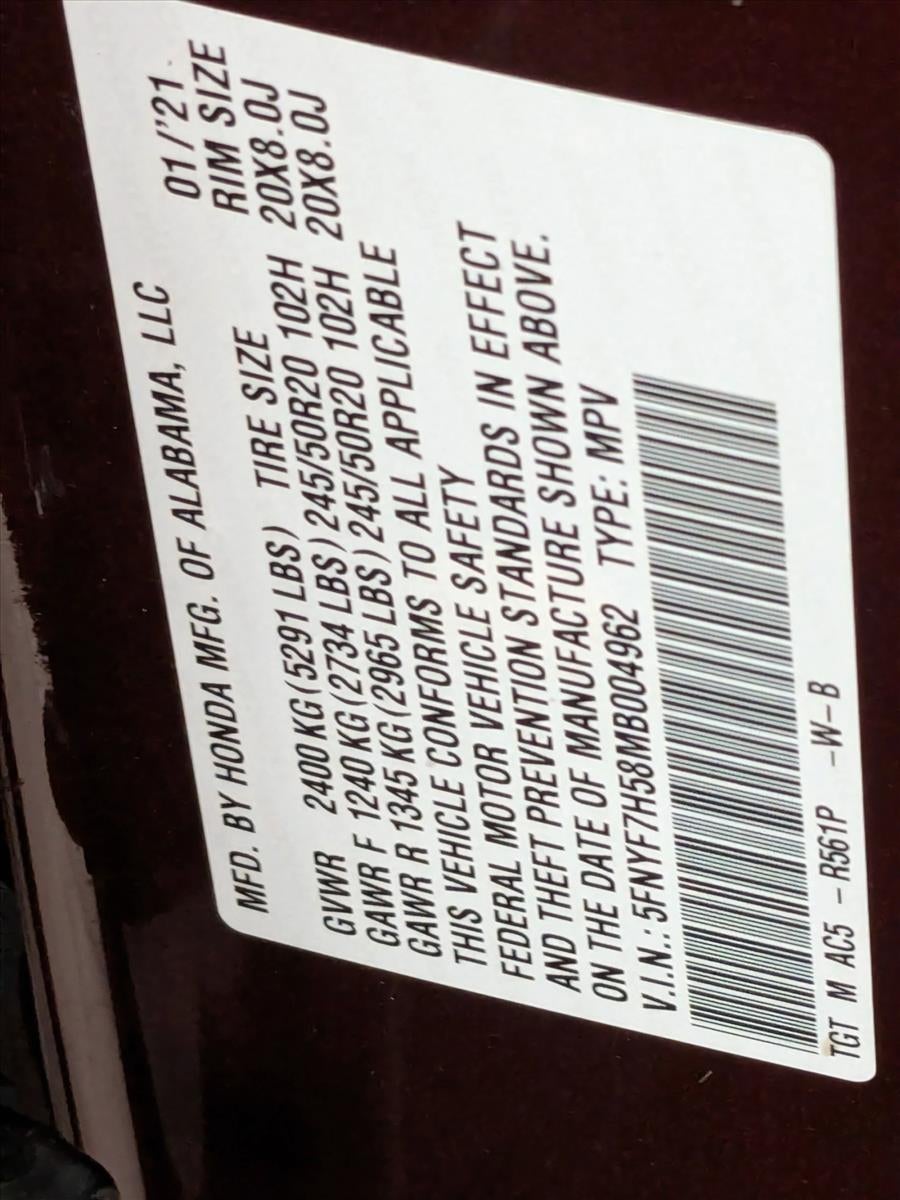 MFD. BY HONDA MFG. OF ALABAMA, LLC 01/'21
TIRE SIZE RIM SIZE
GVWR 2400 KG (5291 LBS)
GAWR F 1240 KG (2734 LBS) 245/50R20 102H 20X8.0J
GAWR R 1345 KG (2965 LBS) 245/50R20 102H 20X8.0J
THIS VEHICLE CONFORMS TO ALL APPLICABLE
FEDERAL MOTOR VEHICLE SAFETY
AND THEFT PREVENTION STANDARDS IN EFFECT
ON THE DATE OF MANUFACTURE SHOWN ABOVE.
V.I.N.: 5FNYF7H58MB004962 TYPE: MPV
TGT M AC5 - R561P -W-B